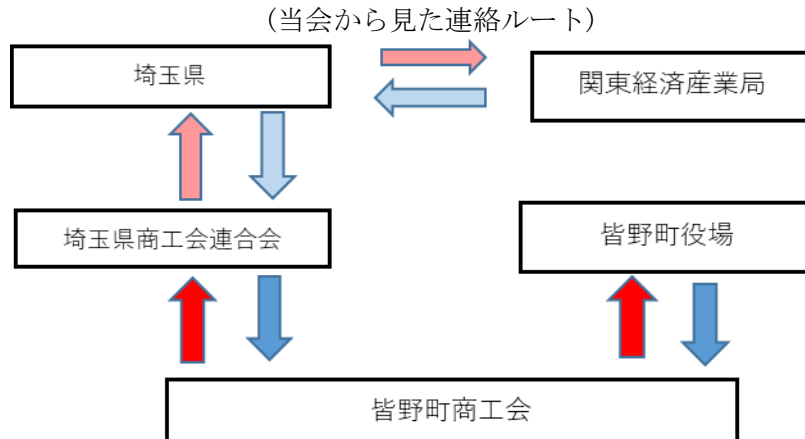 (当会から見た連絡ルート)
埼玉県
関東経済産業局
埼玉県商工会連合会
皆野町役場
皆野町商工会